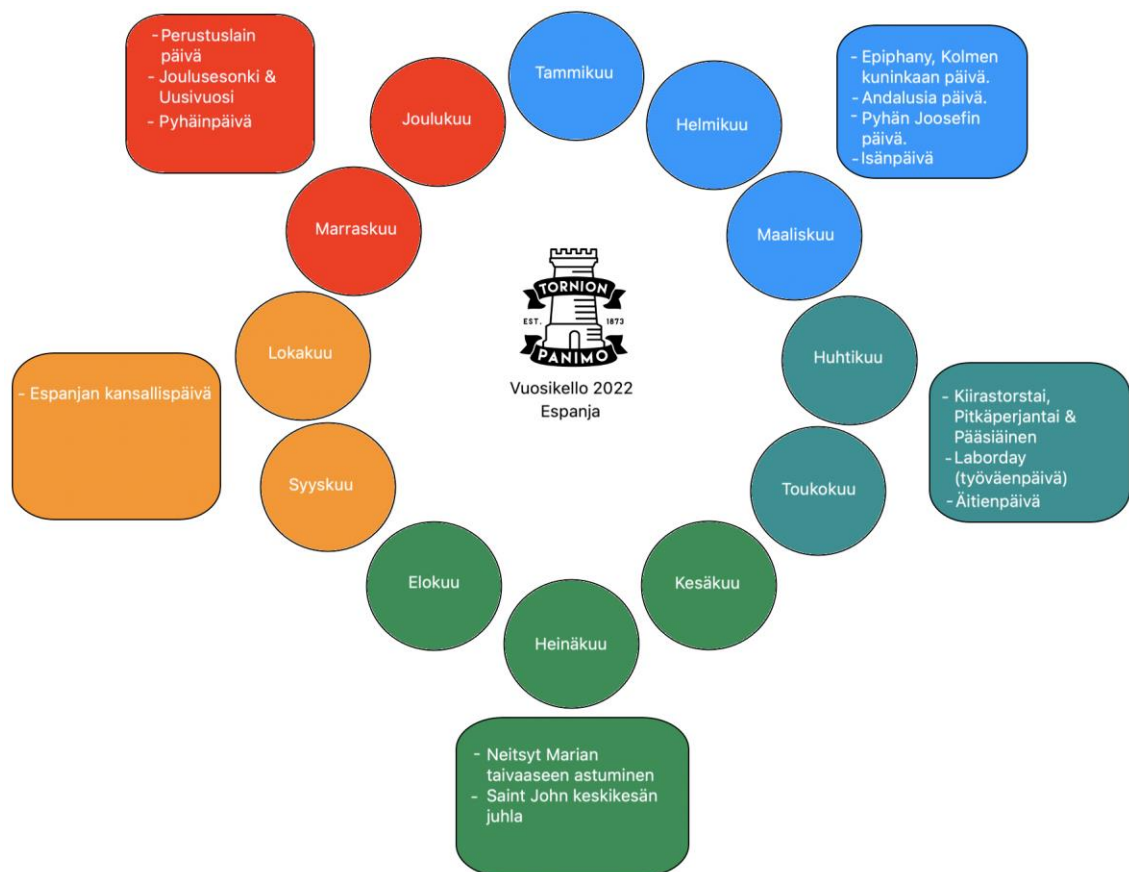 - Perustuslain
päivä
- Joulusesonki &
Uusivuosi
- Pyhäinpäivä
Tammikuu
Joulukuu
Helmikuu
- Epiphany, Kolmen
kuninkaan päivä.
- Andalusia päivä.
- Pyhän Joosefin
päivä.
- Isänpäivä
Marraskuu
Maaliskuu
TORNION
EST. 1873
PANIMO
Vuosikello 2022
Espanja
Lokakuu
Huhtikuu
- Espanjan kansallispäivä
- Kiirastorstai,
Pitkäperjantai &
Pääsiäinen
- Laborday
(työväenpäivä)
- Äitienpäivä
Syyskuu
Toukokuu
Elokuu
Kesäkuu
Heinäkuu
- Neitsyt Marian
taivaaseen astuminen
- Saint John keskikesän
juhla